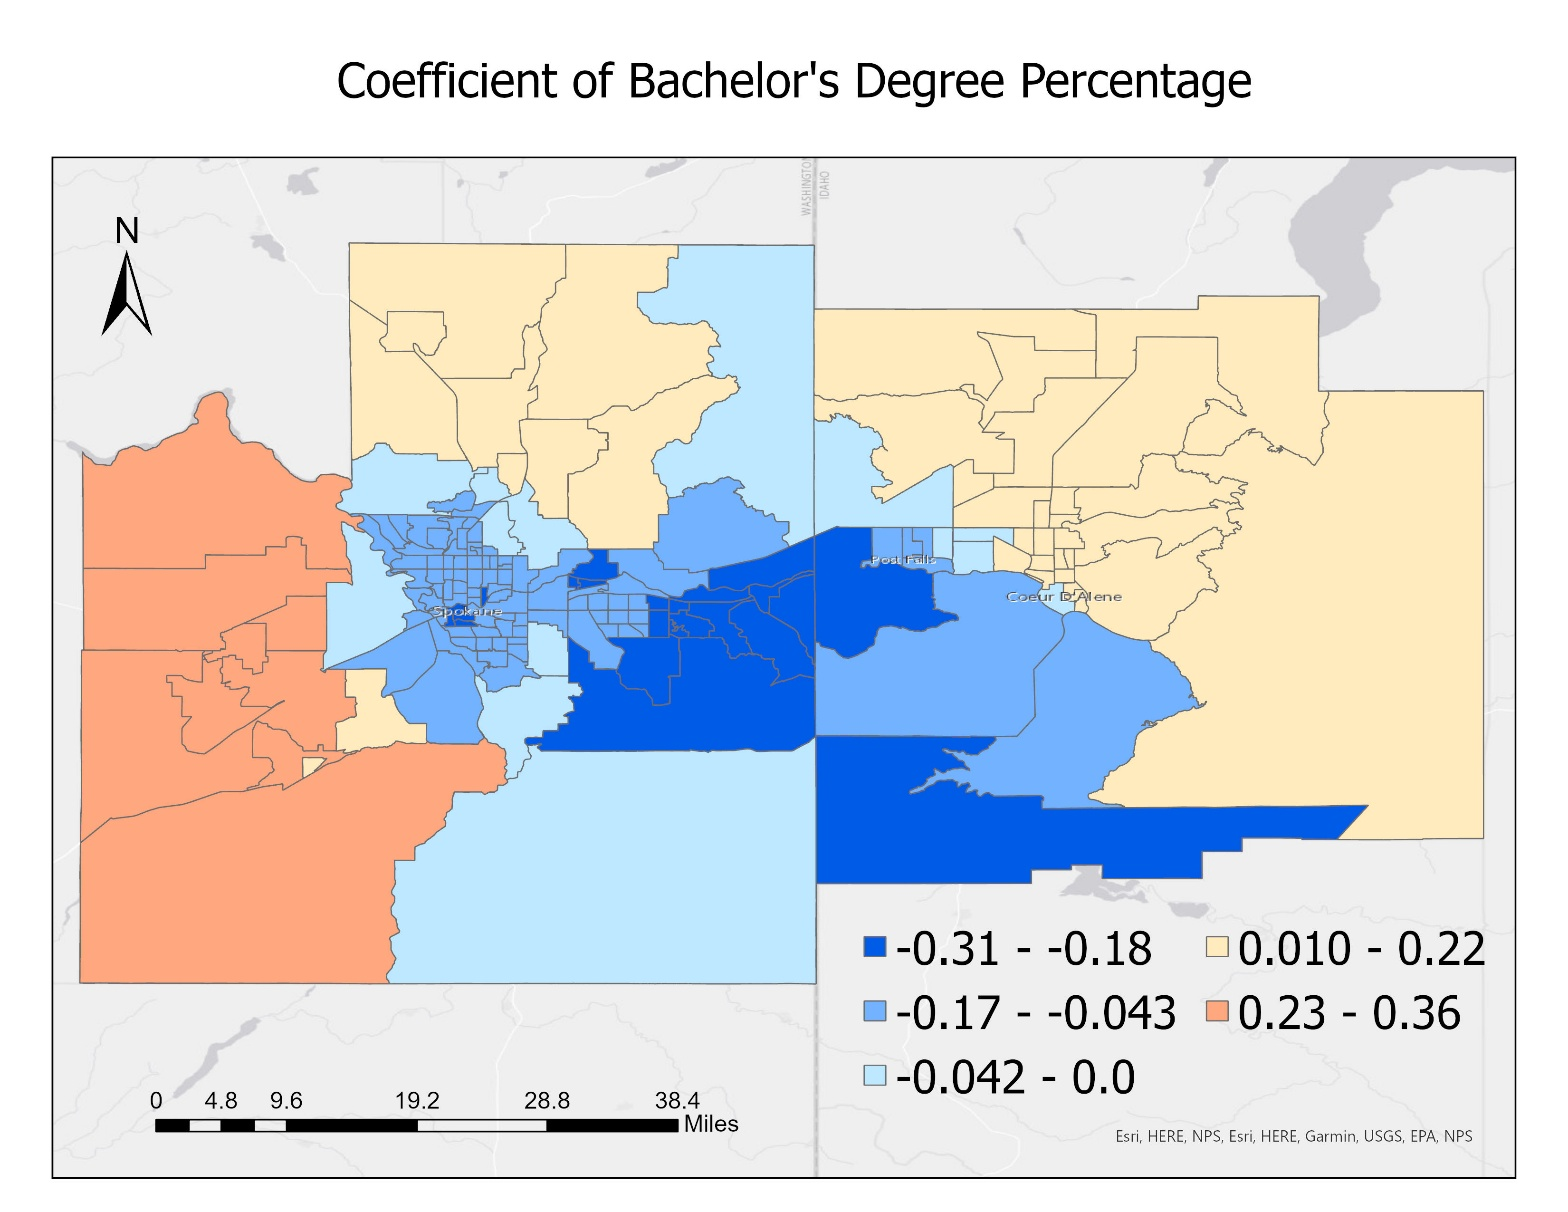 Coefficient of Bachelor's Degree Percentage
WASHINGTON
IDAHO
N
Post Falls
Coeur D'Alene
Spokane
-0.31 - -0.18
0.010 - 0.22
-0.17 - -0.043
0.23 - 0.36
-0.042 - 0.0
0 4.8 9.6 19.2 28.8 38.4
Miles
Esri, HERE, NPS, Esri, HERE, Garmin, USGS, EPA, NPS